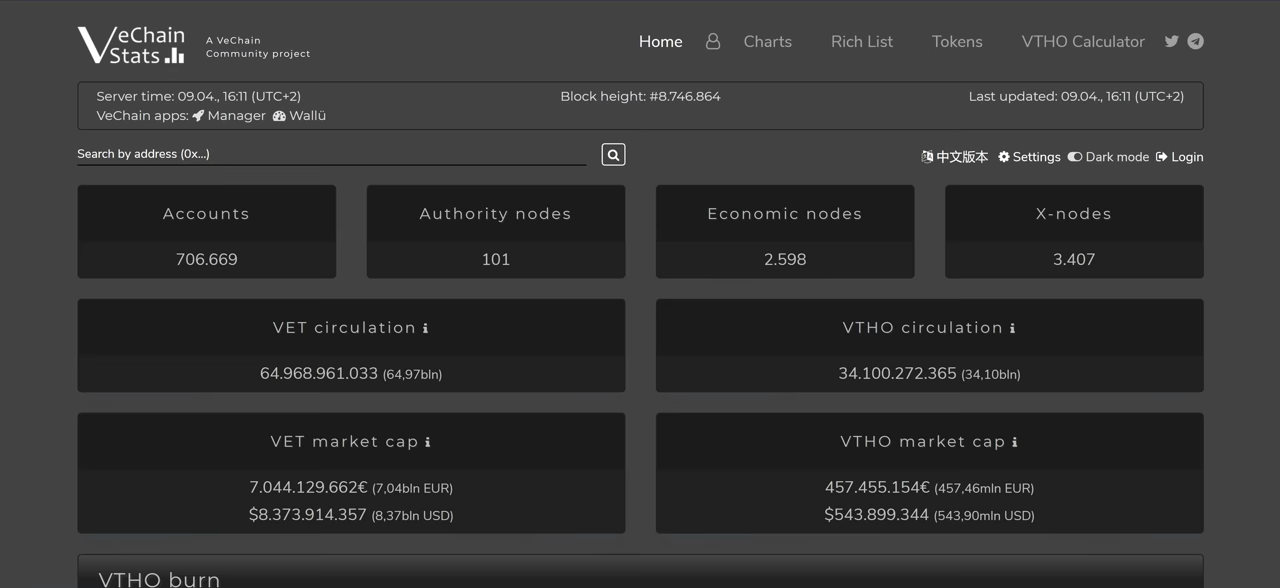 VeChain
Stats
A VeChain
Community project
Home Charts Rich List Tokens VTHO Calculator
Server time: 09.04., 16:11 (UTC+2) Block height: #8.746.864 Last updated: 09.04., 16:11 (UTC+2)
VeChain apps: Manager Wallü
Search by address (0x...) 中文版本 Settings Dark mode Login
Accounts Authority nodes Economic nodes X-nodes
706.669 101 2.598 3.407
VET circulation VTHO circulation
64.968.961.033 (64,97bln) 34.100.272.365 (34,10bln)
VET market cap VTHO market cap
7.044.129.662€ (7,04bln EUR) 457.455.154€ (457,46mln EUR)
$8.373.914.357 (8,37bln USD) $543.899.344 (543,90mln USD)
VTHO burn